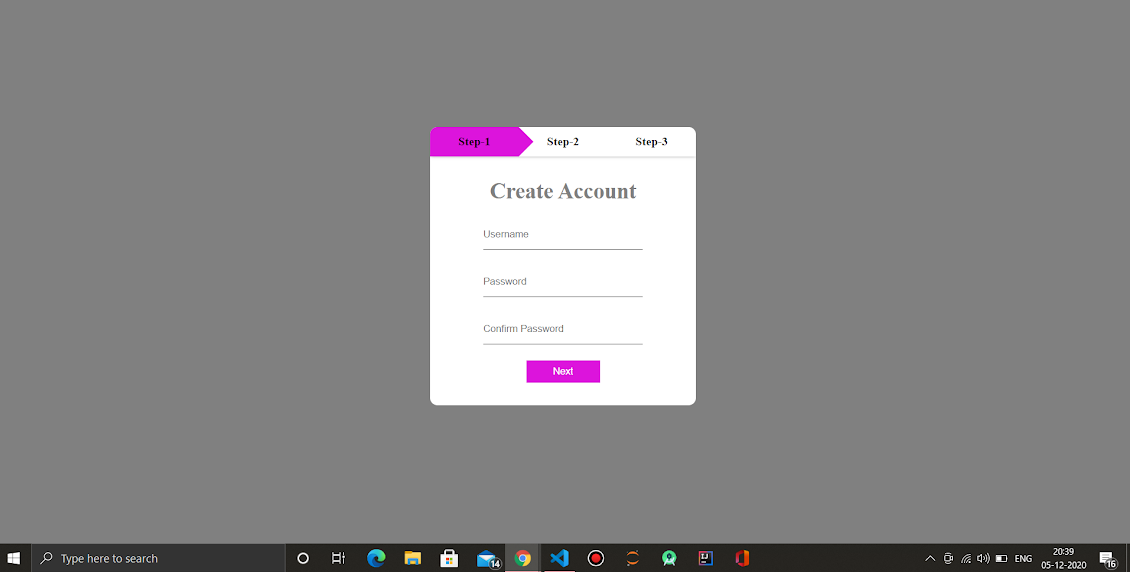 Step-1 Step-2 Step-3
Create Account
Username
Password
Confirm Password
Next
Type here to search
14
ENG
20:39
05-12-2020
16